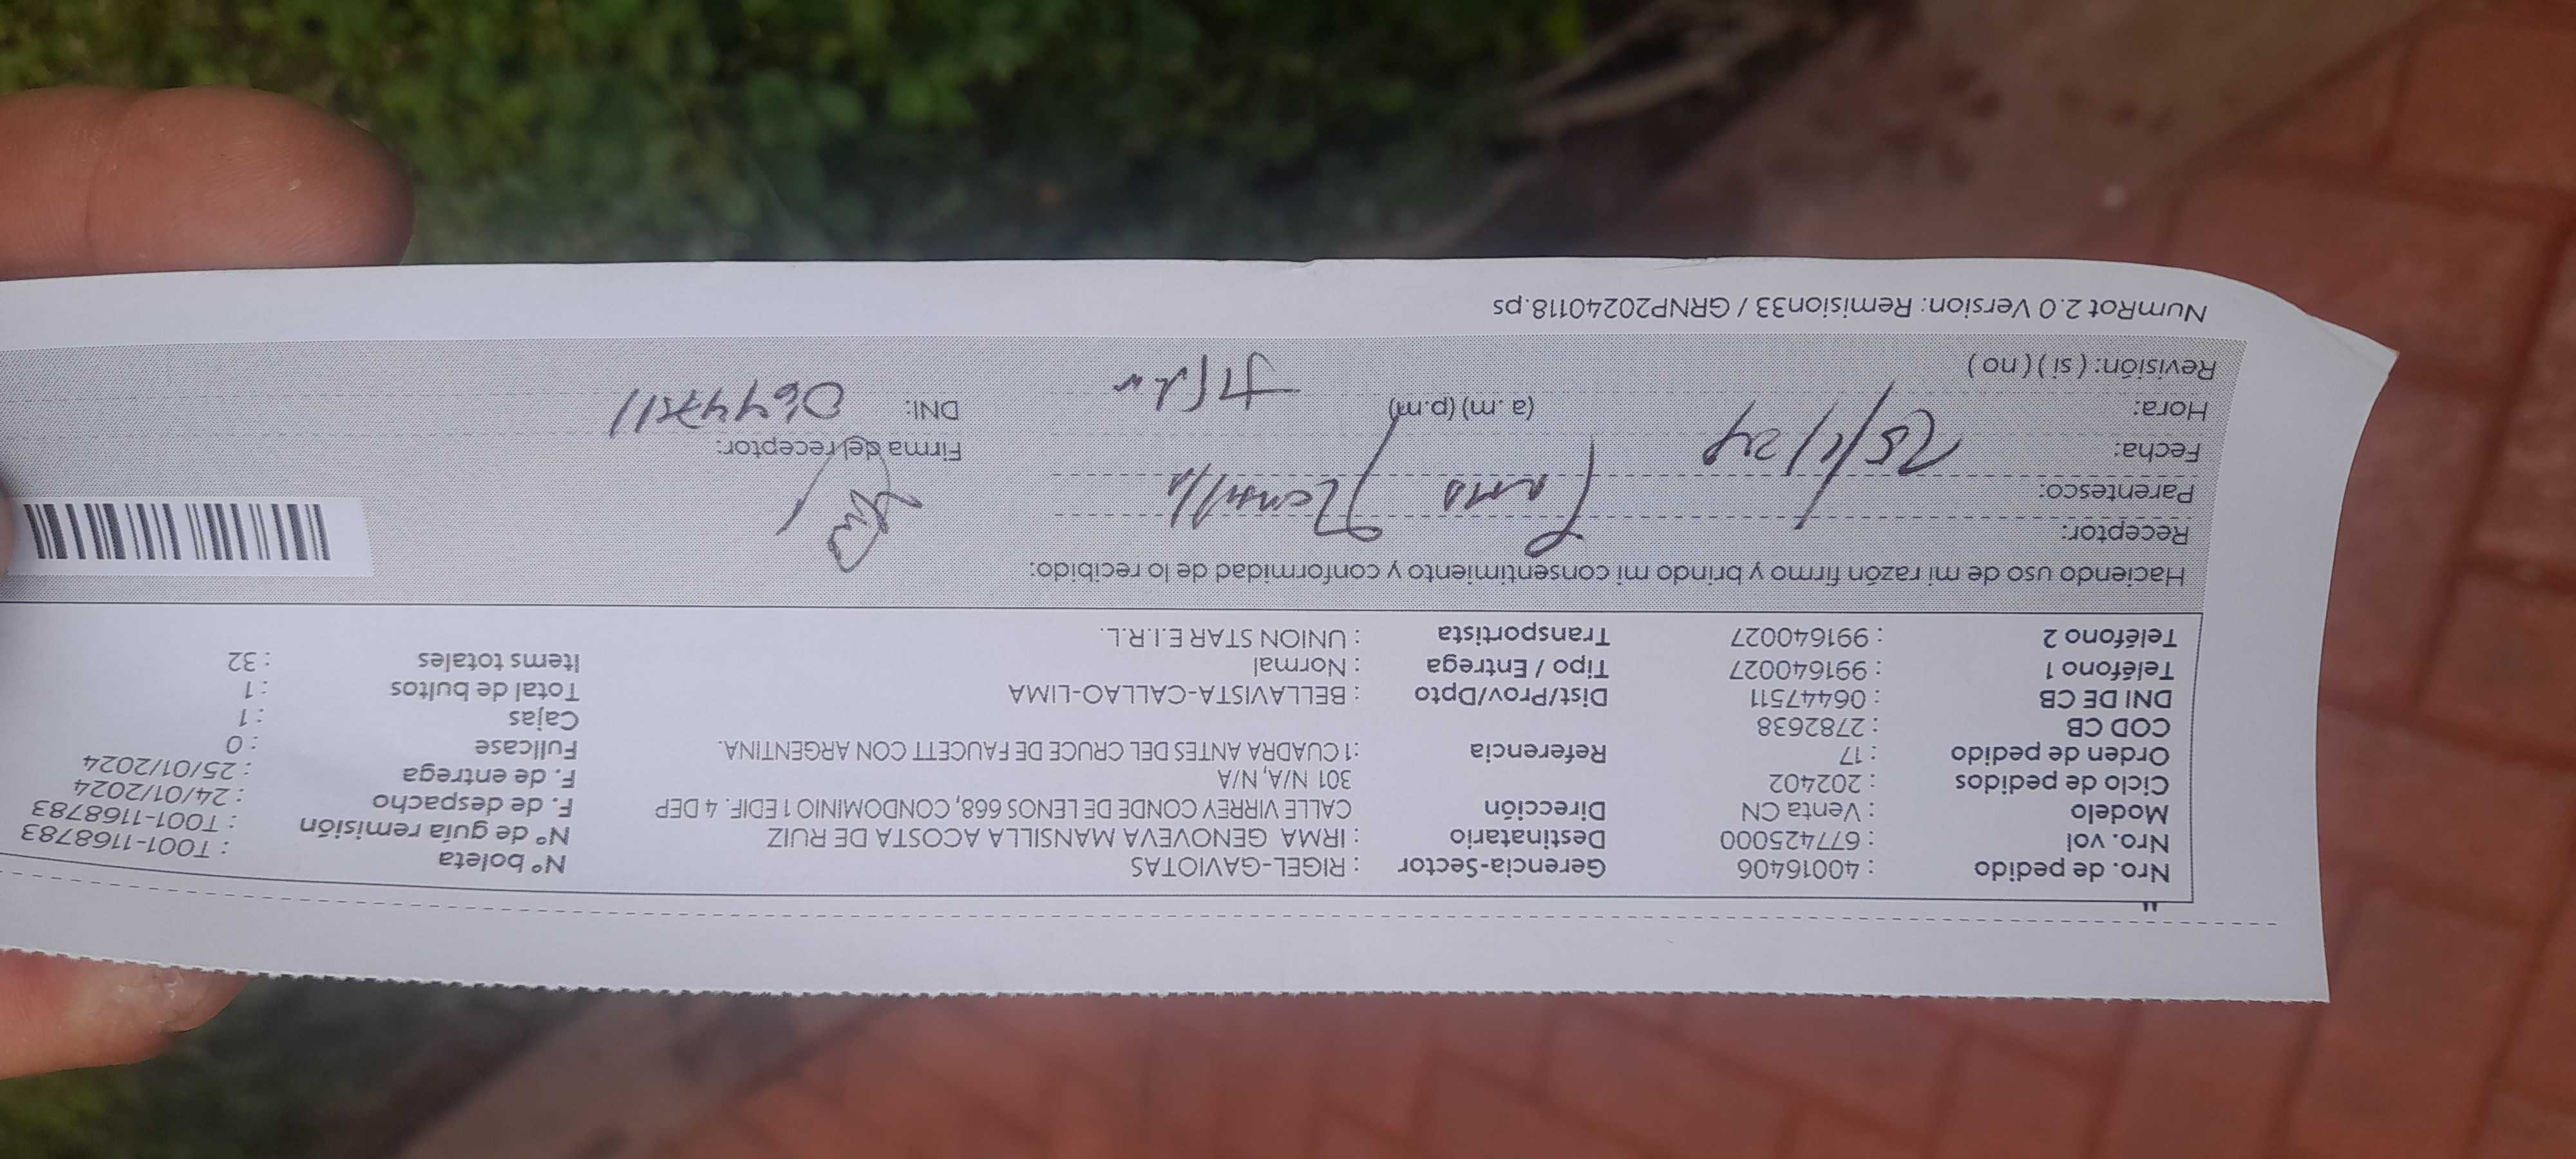 Nro. de pedido : 40016406 Gerencia-Sector : RIGEL-GAVIOTAS N° boleta : T001-1168783
Nro. vol : 677425000 Destinatario : IRMA GENOVEVA MANSILLA ACOSTA DE RUIZ N° de guía remisión : T001-1168783
Modelo : Venta CN Dirección CALLE VIRREY CONDE DE LENOS 668, CONDOMINIO 1 EDIF. 4 DEP F. de despacho : 24/01/2024
Ciclo de pedidos : 202402 301 N/A, N/A F. de entrega : 25/01/2024
Orden de pedido : 17 Referencia :1 CUADRA ANTES DEL CRUCE DE FAUCETT CON ARGENTINA. Fullcase : 0
COD CB : 2782638 Cajas : 1
DNI DE CB : 06447511 Dist/Prov/Dpto : BELLAVISTA-CALLAO-LIMA Total de bultos : 1
Teléfono 1 : 991640027 Tipo / Entrega : Normal Items totales : 32
Teléfono 2 : 991640027 Transportista : UNION STAR E.I.R.L.
Haciendo uso de mi razón firmo y brindo mi consentimiento y conformidad de lo recibido:
Receptor: Mansilla
Parentesco:
Fecha: 25/1/24 Firma del receptor:
Hora: (a .m) (p.m) DNI: 06447511
Revisión: ( si ) ( no )
NumRot 2.0 Version: Remision33 / GRNP20240118.ps